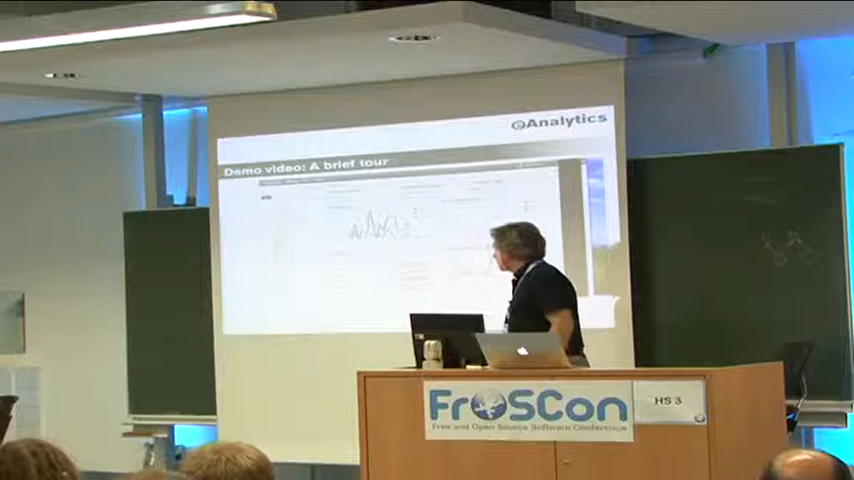 @Analytics
Demo video: A brief tour
FrOSCon
Free and Open Source Software Conference
HS 3